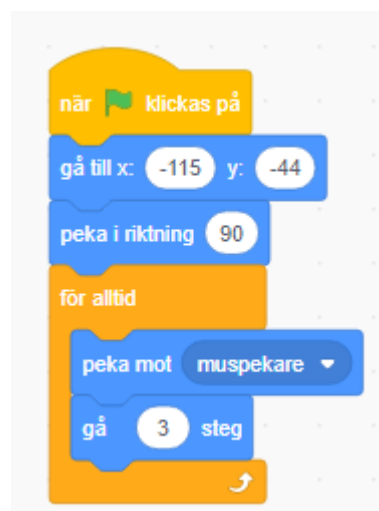 när klickas på
gå till x: -115 y: -44
peka i riktning 90
för alltid
peka mot muspekare
gå 3 steg